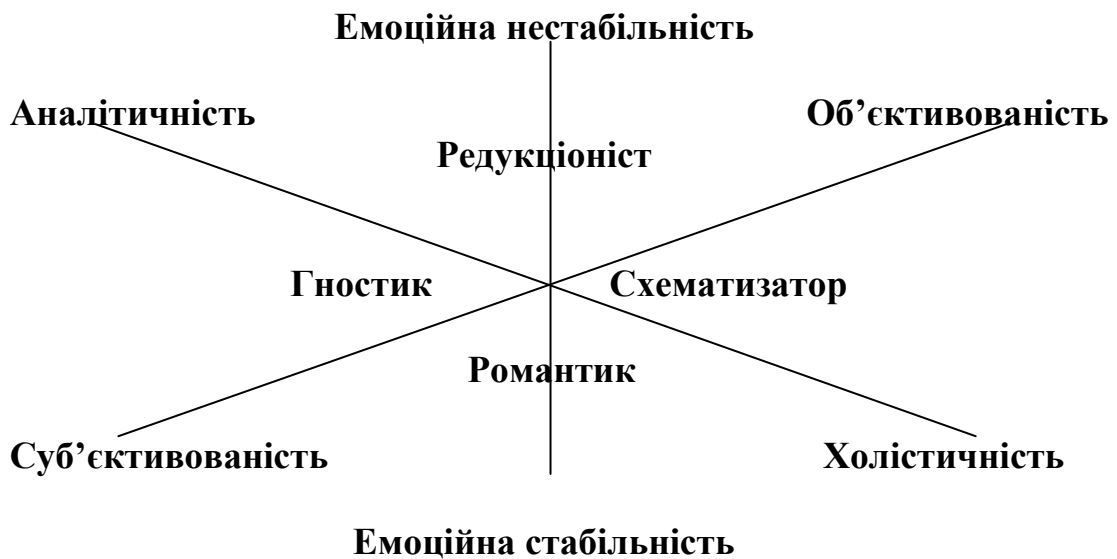 Емоційна нестабільність
Аналітичність
Об’єктивованість
Редукціоніст
Гностик
Схематизатор
Романтик
Суб’єктивованість
Холістичність
Емоційна стабільність